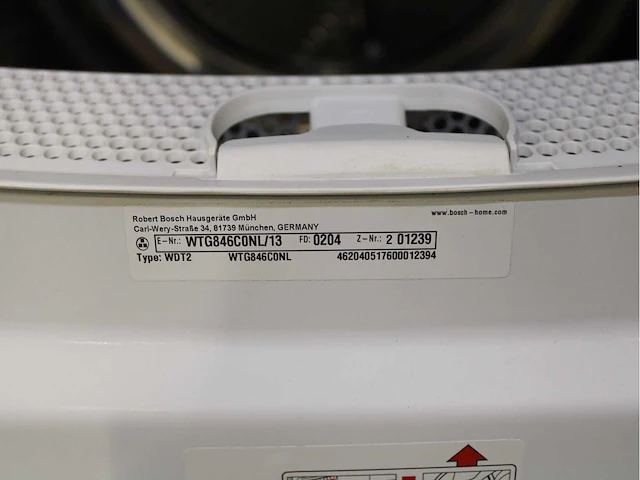 Robert Bosch Hausgeräte GmbH
Carl-Wery-Straße 34, 81739 München, GERMANY
www.bosch-home.com
E-Nr.: WTG846C0NL/13 FD: 0204 Z-Nr.: 2 01239
Type: WDT2 WTG846C0NL 462040517600012394